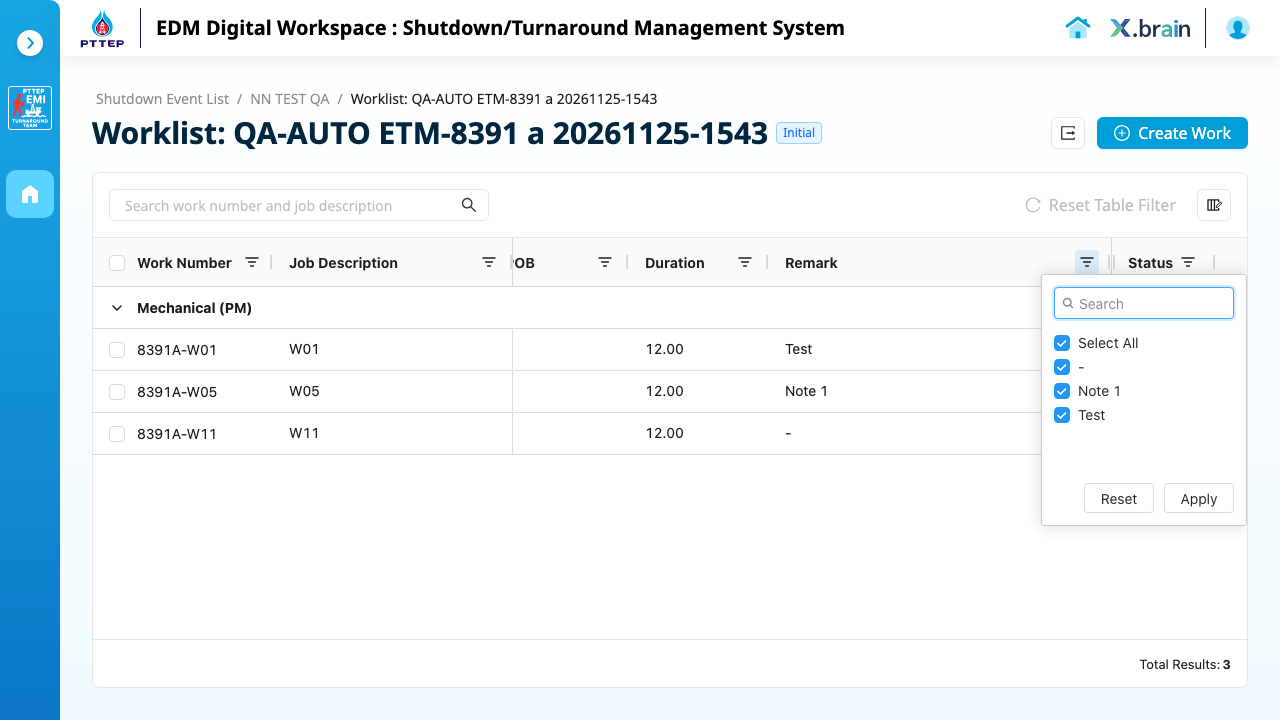 PTTEP
EDM Digital Workspace : Shutdown/Turnaround Management System
X.brain
PTTEP
EMI
TURNAROUND
TEAM
Shutdown Event List / NN TEST QA / Worklist: QA-AUTO ETM-8391 a 20261125-1543
Worklist: QA-AUTO ETM-8391 a 20261125-1543 Initial
Create Work
Search work number and job description
Reset Table Filter
Work Number Job Description OB Duration Remark Status
Mechanical (PM)
8391A-W01 W01 12.00 Test
8391A-W05 W05 12.00 Note 1
8391A-W11 W11 12.00 -
Search
Select All
-
Note 1
Test
Reset Apply
Total Results: 3